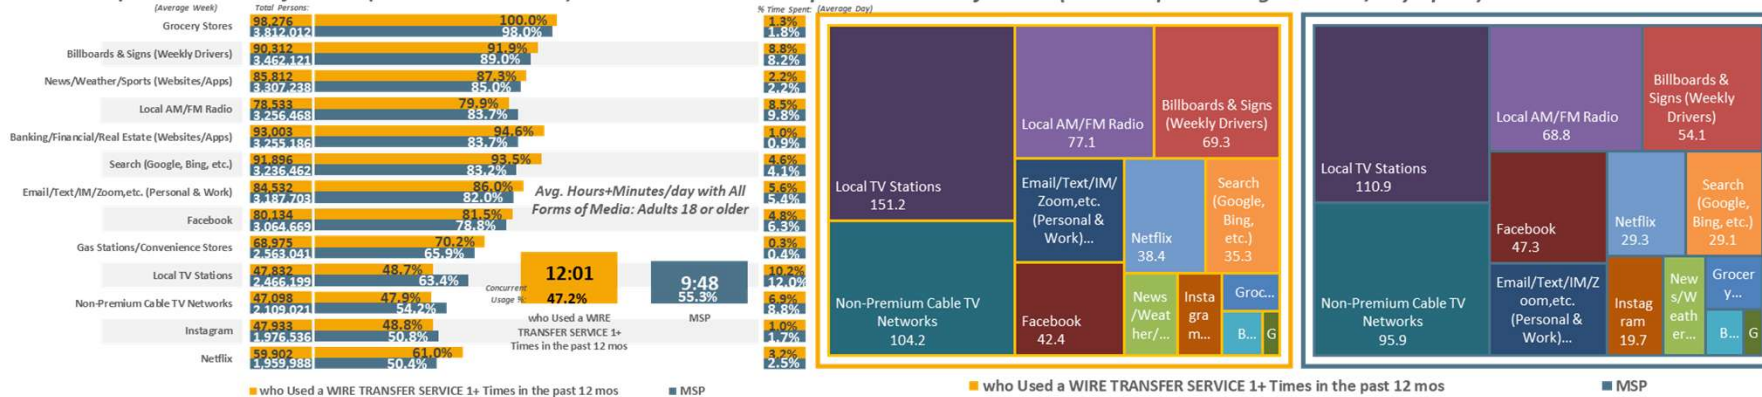 (Average Week)
Total Persons:
% Time Spent:
(Average Day)
Grocery Stores
98,276
100.0%
1.3%
3,812,012
98.0%
1.8%
Billboards & Signs (Weekly Drivers)
90,312
91.9%
8.8%
3,462,121
89.0%
8.2%
News/Weather/Sports (Websites/Apps)
85,812
87.3%
2.2%
3,307,238
85.0%
2.2%
Local AM/FM Radio
78,533
79.9%
8.5%
3,256,468
83.7%
9.8%
Banking/Financial/Real Estate (Websites/Apps)
93,003
94.6%
1.0%
3,255,186
83.7%
0.9%
Search (Google, Bing, etc.)
91,896
93.5%
4.6%
3,236,462
83.2%
4.1%
Email/Text/IM/Zoom,etc. (Personal & Work)
84,532
86.0%
5.6%
3,187,703
82.0%
5.4%
Facebook
80,134
81.5%
4.8%
3,064,669
78.8%
6.3%
Gas Stations/Convenience Stores
68,975
70.2%
0.3%
2,563,041
65.9%
0.4%
Local TV Stations
47,832
48.7%
10.2%
2,466,199
63.4%
12.0%
Non-Premium Cable TV Networks
47,098
47.9%
6.9%
2,109,021
54.2%
8.8%
Instagram
47,933
48.8%
1.0%
1,976,536
50.8%
1.7%
Netflix
59,902
61.0%
3.2%
1,959,988
50.4%
2.5%
Avg. Hours+Minutes/day with All
Forms of Media: Adults 18 or older
12:01
9:48
Concurrent
Usage %:
47.2%
55.3%
who Used a WIRE
TRANSFER SERVICE 1+
Times in the past 12 mos
MSP
who Used a WIRE TRANSFER SERVICE 1+ Times in the past 12 mos
MSP
Local TV Stations
151.2
Non-Premium Cable TV
Networks
104.2
Local AM/FM Radio
77.1
Billboards & Signs
(Weekly Drivers)
69.3
Email/Text/IM/
Zoom,etc.
(Personal &
Work)...
Facebook
42.4
Netflix
38.4
Search
(Google,
Bing,
etc.)
35.3
News
/Weat
her/...
Insta
gra
m...
Groc...
B...
G
Local TV Stations
110.9
Non-Premium Cable TV
Networks
95.9
Local AM/FM Radio
68.8
Billboards &
Signs (Weekly
Drivers)
54.1
Facebook
47.3
Email/Text/IM/Z
oom,etc.
(Personal &
Work)...
Netflix
29.3
Search
(Google,
Bing, etc.)
29.1
Instag
ram
19.7
New
s/W
eath
er...
Grocer
y...
B...
G
who Used a WIRE TRANSFER SERVICE 1+ Times in the past 12 mos
MSP